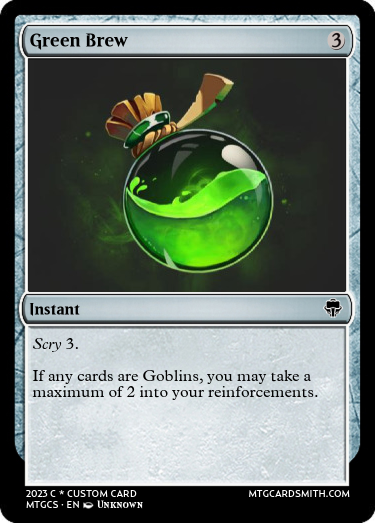 Green Brew 3
Instant
Scry 3.
If any cards are Goblins, you may take a
maximum of 2 into your reinforcements.
2023 C * CUSTOM CARD MTGCARDSMITH.COM
MTGCS · EN Unknown